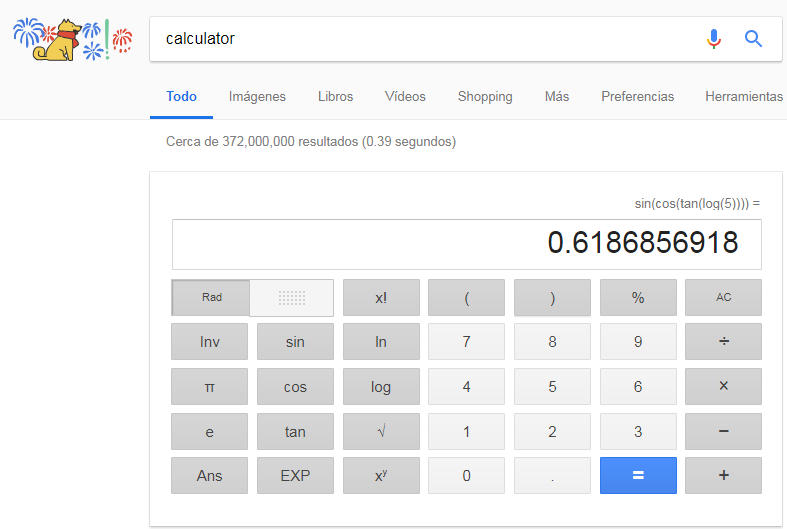 calculator
Todo Imágenes Libros Vídeos Shopping Más Preferencias Herramientas
Cerca de 372,000,000 resultados (0.39 segundos)
sin(cos(tan(log(5)))) =
0.6186856918
Rad x! ( ) % AC
Inv sin ln 7 8 9 ÷
π cos log 4 5 6 ×
e tan √ 1 2 3 −
Ans EXP xʸ 0 . = +